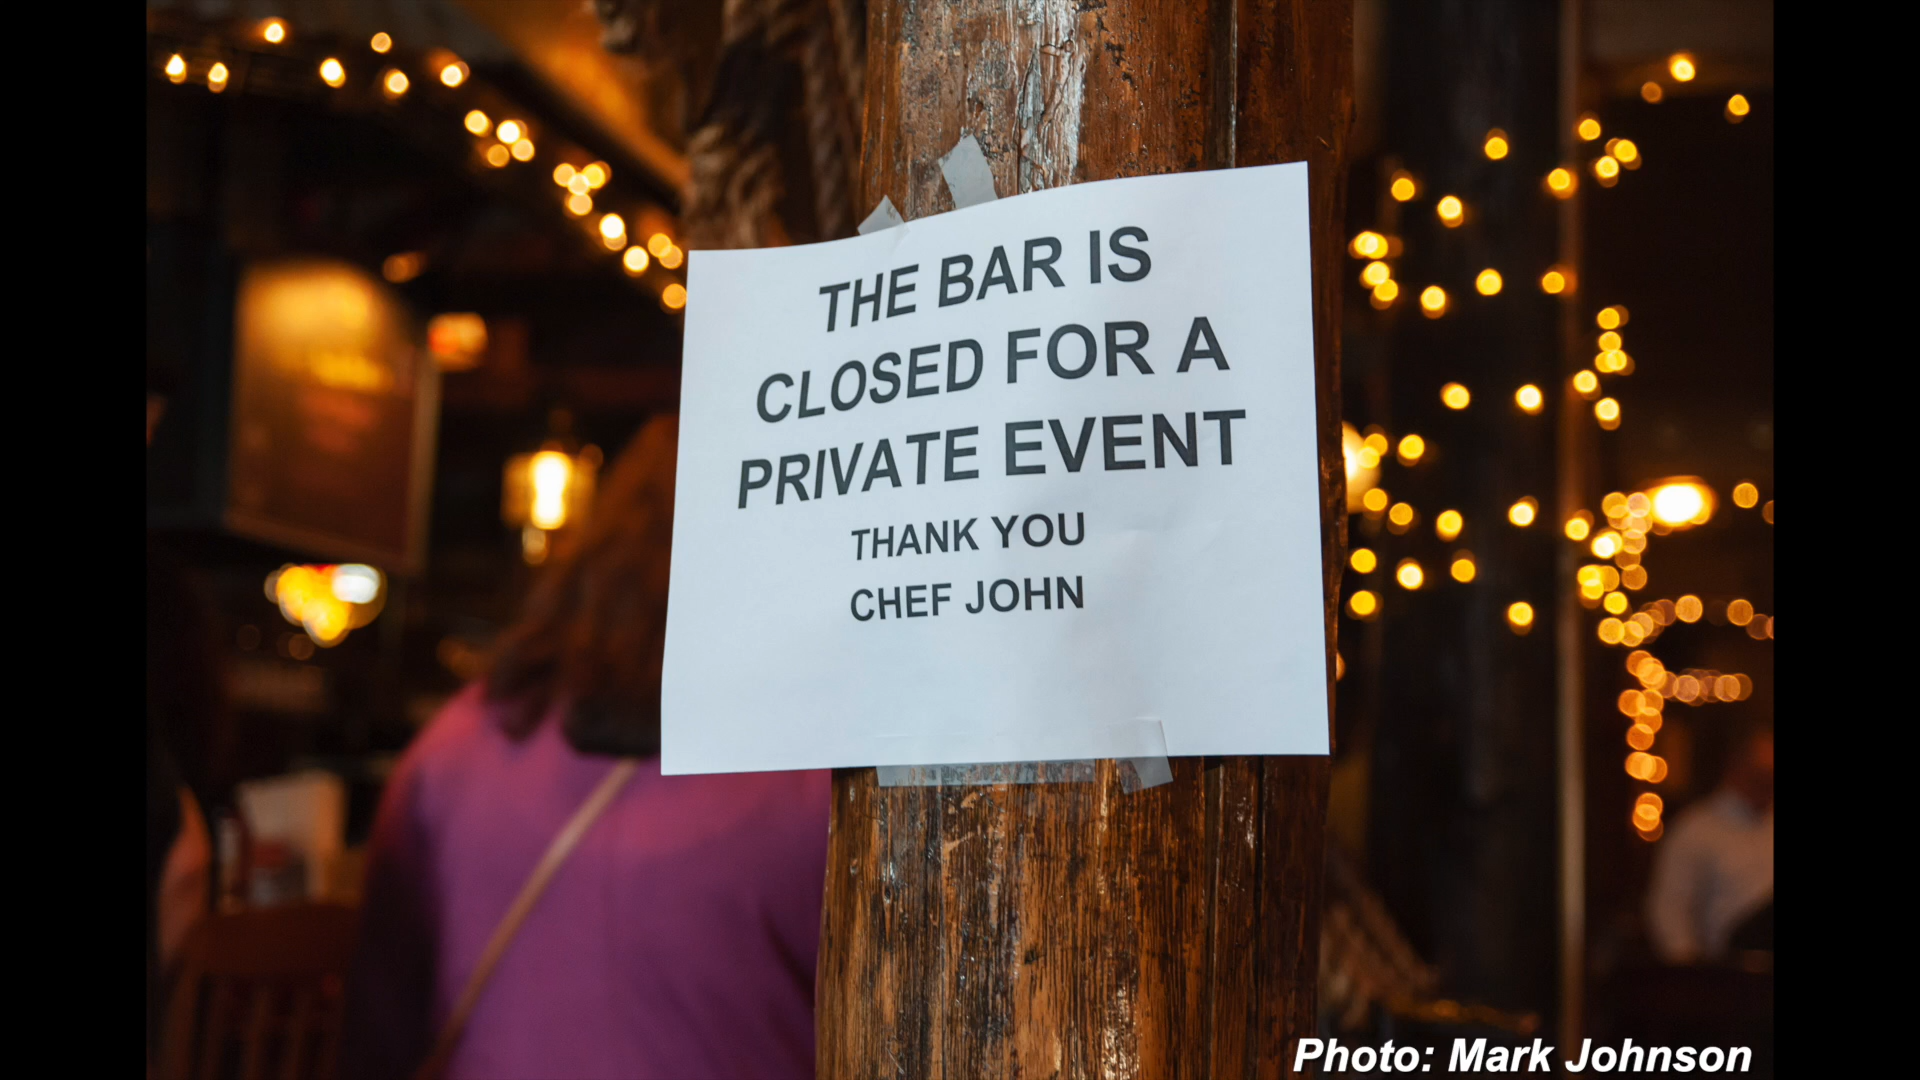 THE BAR IS
CLOSED FOR A
PRIVATE EVENT
THANK YOU
CHEF JOHN
Photo: Mark Johnson